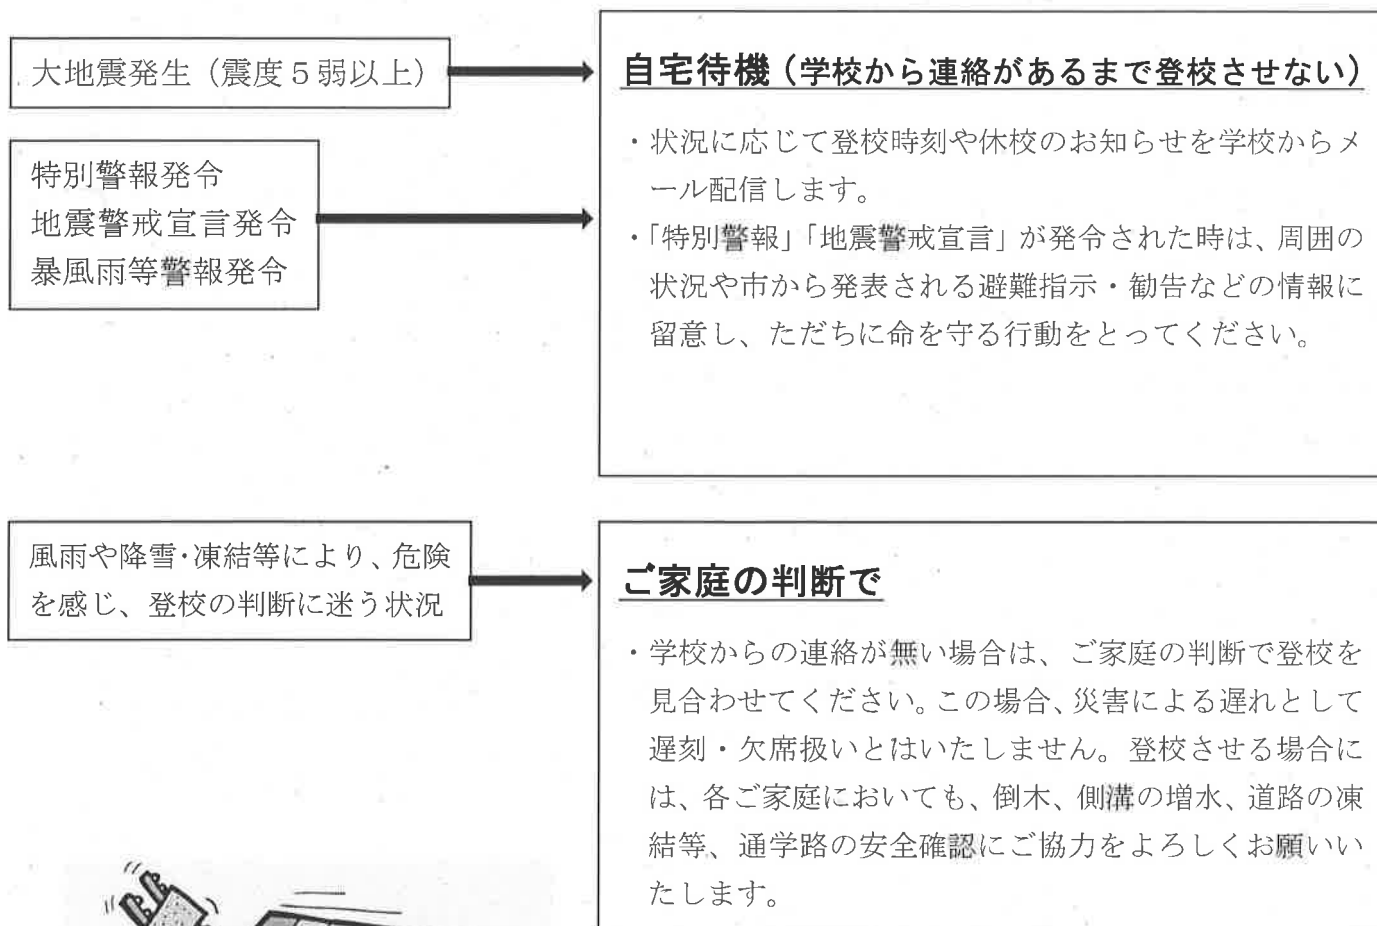 大地震発生（震度５弱以上）
自宅待機（学校から連絡があるまで登校させない）
特別警報発令
地震警戒宣言発令
暴風雨等警報発令
・状況に応じて登校時刻や休校のお知らせを学校からメ
ール配信します。
・「特別警報」「地震警戒宣言」が発令された時は、周囲の
状況や市から発表される避難指示・勧告などの情報に
留意し、ただちに命を守る行動をとってください。
風雨や降雪・凍結等により、危険
を感じ、登校の判断に迷う状況
ご家庭の判断で
・学校からの連絡が無い場合は、ご家庭の判断で登校を
見合わせてください。この場合、災害による遅れとして
遅刻・欠席扱いとはいたしません。登校させる場合に
は、各ご家庭においても、倒木、側溝の増水、道路の凍
結等、通学路の安全確認にご協力をよろしくお願いい
たします。